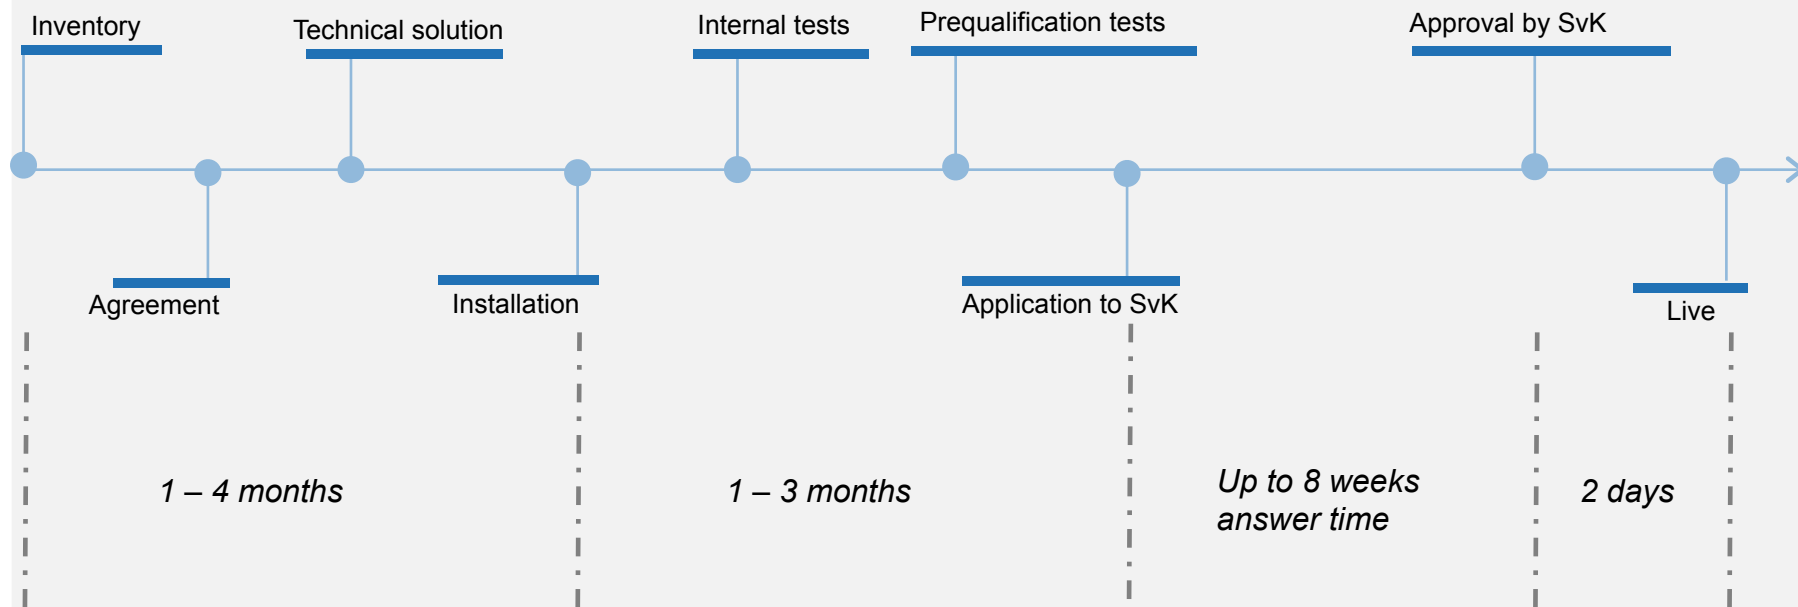 Inventory
Technical solution
Internal tests
Prequalification tests
Approval by SvK
Agreement
Installation
Application to SvK
Live
1 – 4 months
1 – 3 months
Up to 8 weeks
answer time
2 days